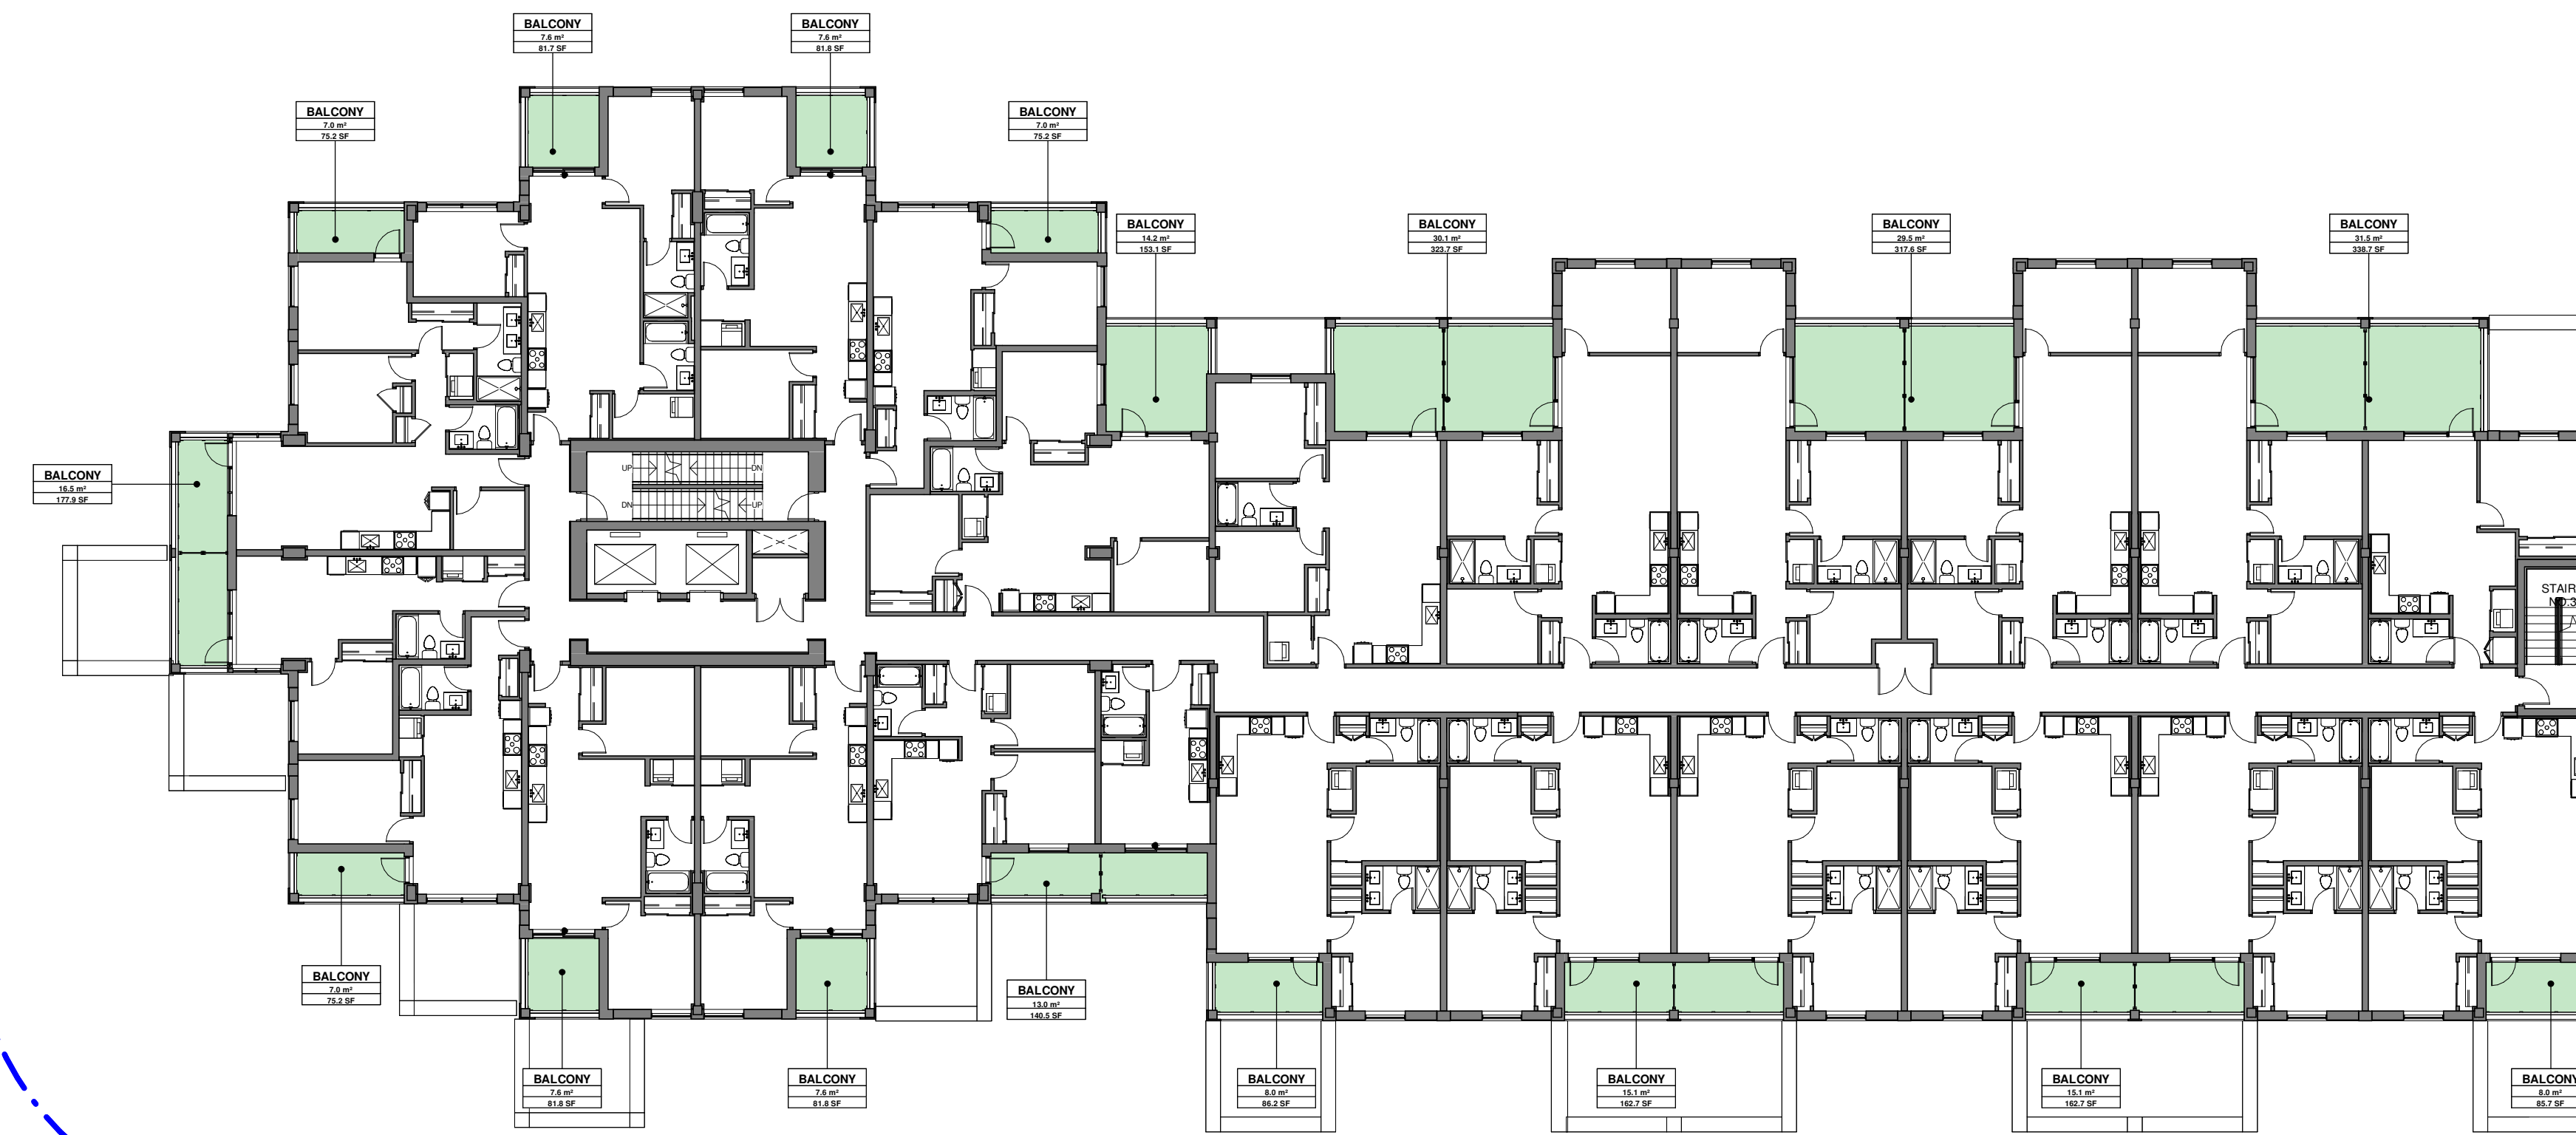 BALCONY
7.6 m²
81.7 SF
BALCONY
7.6 m²
81.8 SF
BALCONY
7.0 m²
75.2 SF
BALCONY
7.0 m²
75.2 SF
BALCONY
14.2 m²
153.1 SF
BALCONY
30.1 m²
323.7 SF
BALCONY
29.5 m²
317.6 SF
BALCONY
31.5 m²
338.7 SF
BALCONY
16.5 m²
177.9 SF
UP
DN
DN
UP
STAIR
NO.3
BALCONY
7.0 m²
75.2 SF
BALCONY
13.0 m²
140.5 SF
BALCONY
7.6 m²
81.8 SF
BALCONY
7.6 m²
81.8 SF
BALCONY
8.0 m²
86.2 SF
BALCONY
15.1 m²
162.7 SF
BALCONY
15.1 m²
162.7 SF
BALCONY
8.0 m²
85.7 SF